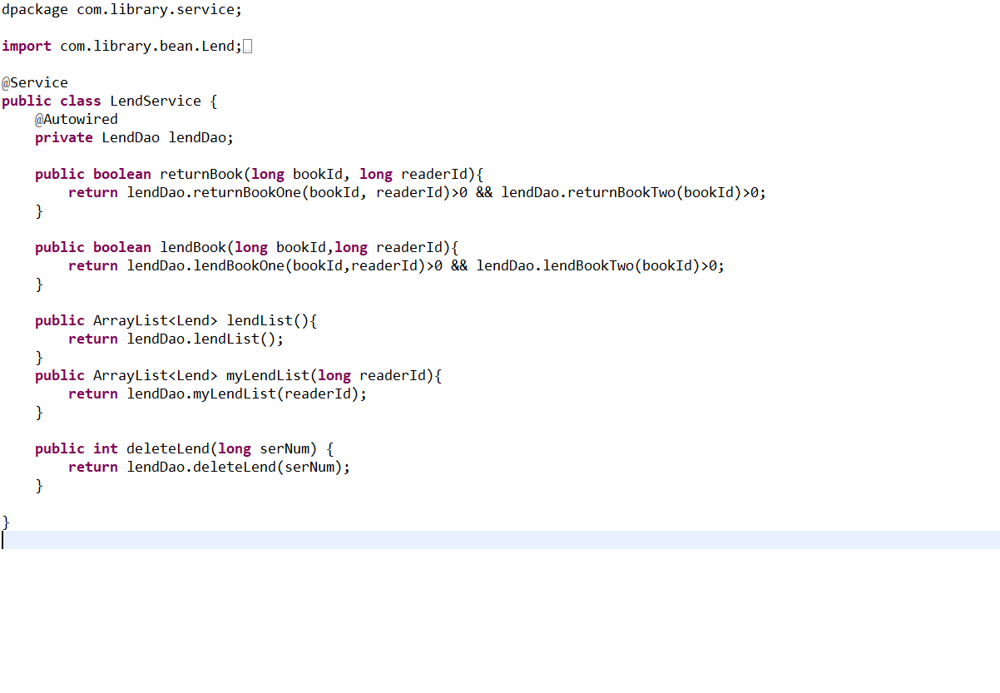 dpackage com.library.service;
import com.library.bean.Lend;
@Service
public class LendService {
@Autowired
private LendDao lendDao;
public boolean returnBook(long bookId, long readerId){
return lendDao.returnBookOne(bookId, readerId)>0 && lendDao.returnBookTwo(bookId)>0;
}
public boolean lendBook(long bookId,long readerId){
return lendDao.lendBookOne(bookId,readerId)>0 && lendDao.lendBookTwo(bookId)>0;
}
public ArrayList<Lend> lendList(){
return lendDao.lendList();
}
public ArrayList<Lend> myLendList(long readerId){
return lendDao.myLendList(readerId);
}
public int deleteLend(long serNum) {
return lendDao.deleteLend(serNum);
}
}